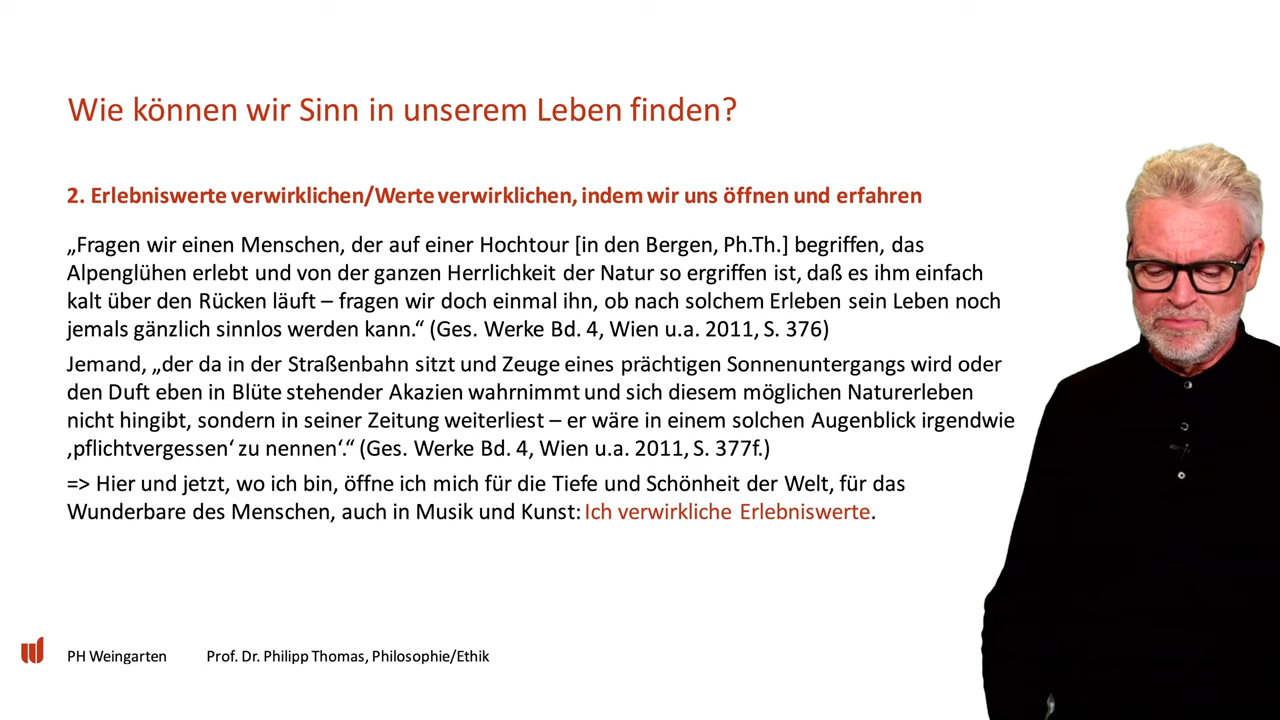 Wie können wir Sinn in unserem Leben finden?
2. Erlebniswerte verwirklichen/Werte verwirklichen, indem wir uns öffnen und erfahren
„Fragen wir einen Menschen, der auf einer Hochtour [in den Bergen, Ph.Th.] begriffen, das
Alpenglühen erlebt und von der ganzen Herrlichkeit der Natur so ergriffen ist, daß es ihm einfach
kalt über den Rücken läuft – fragen wir doch einmal ihn, ob nach solchem Erleben sein Leben noch
jemals gänzlich sinnlos werden kann.“ (Ges. Werke Bd. 4, Wien u.a. 2011, S. 376)
Jemand, „der da in der Straßenbahn sitzt und Zeuge eines prächtigen Sonnenuntergangs wird oder
den Duft eben in Blüte stehender Akazien wahrnimmt und sich diesem möglichen Naturerleben
nicht hingibt, sondern in seiner Zeitung weiterliest – er wäre in einem solchen Augenblick irgendwie
‚pflichtvergessen‘ zu nennen‘.“ (Ges. Werke Bd. 4, Wien u.a. 2011, S. 377f.)
=> Hier und jetzt, wo ich bin, öffne ich mich für die Tiefe und Schönheit der Welt, für das
Wunderbare des Menschen, auch in Musik und Kunst: Ich verwirkliche Erlebniswerte.
PH Weingarten Prof. Dr. Philipp Thomas, Philosophie/Ethik